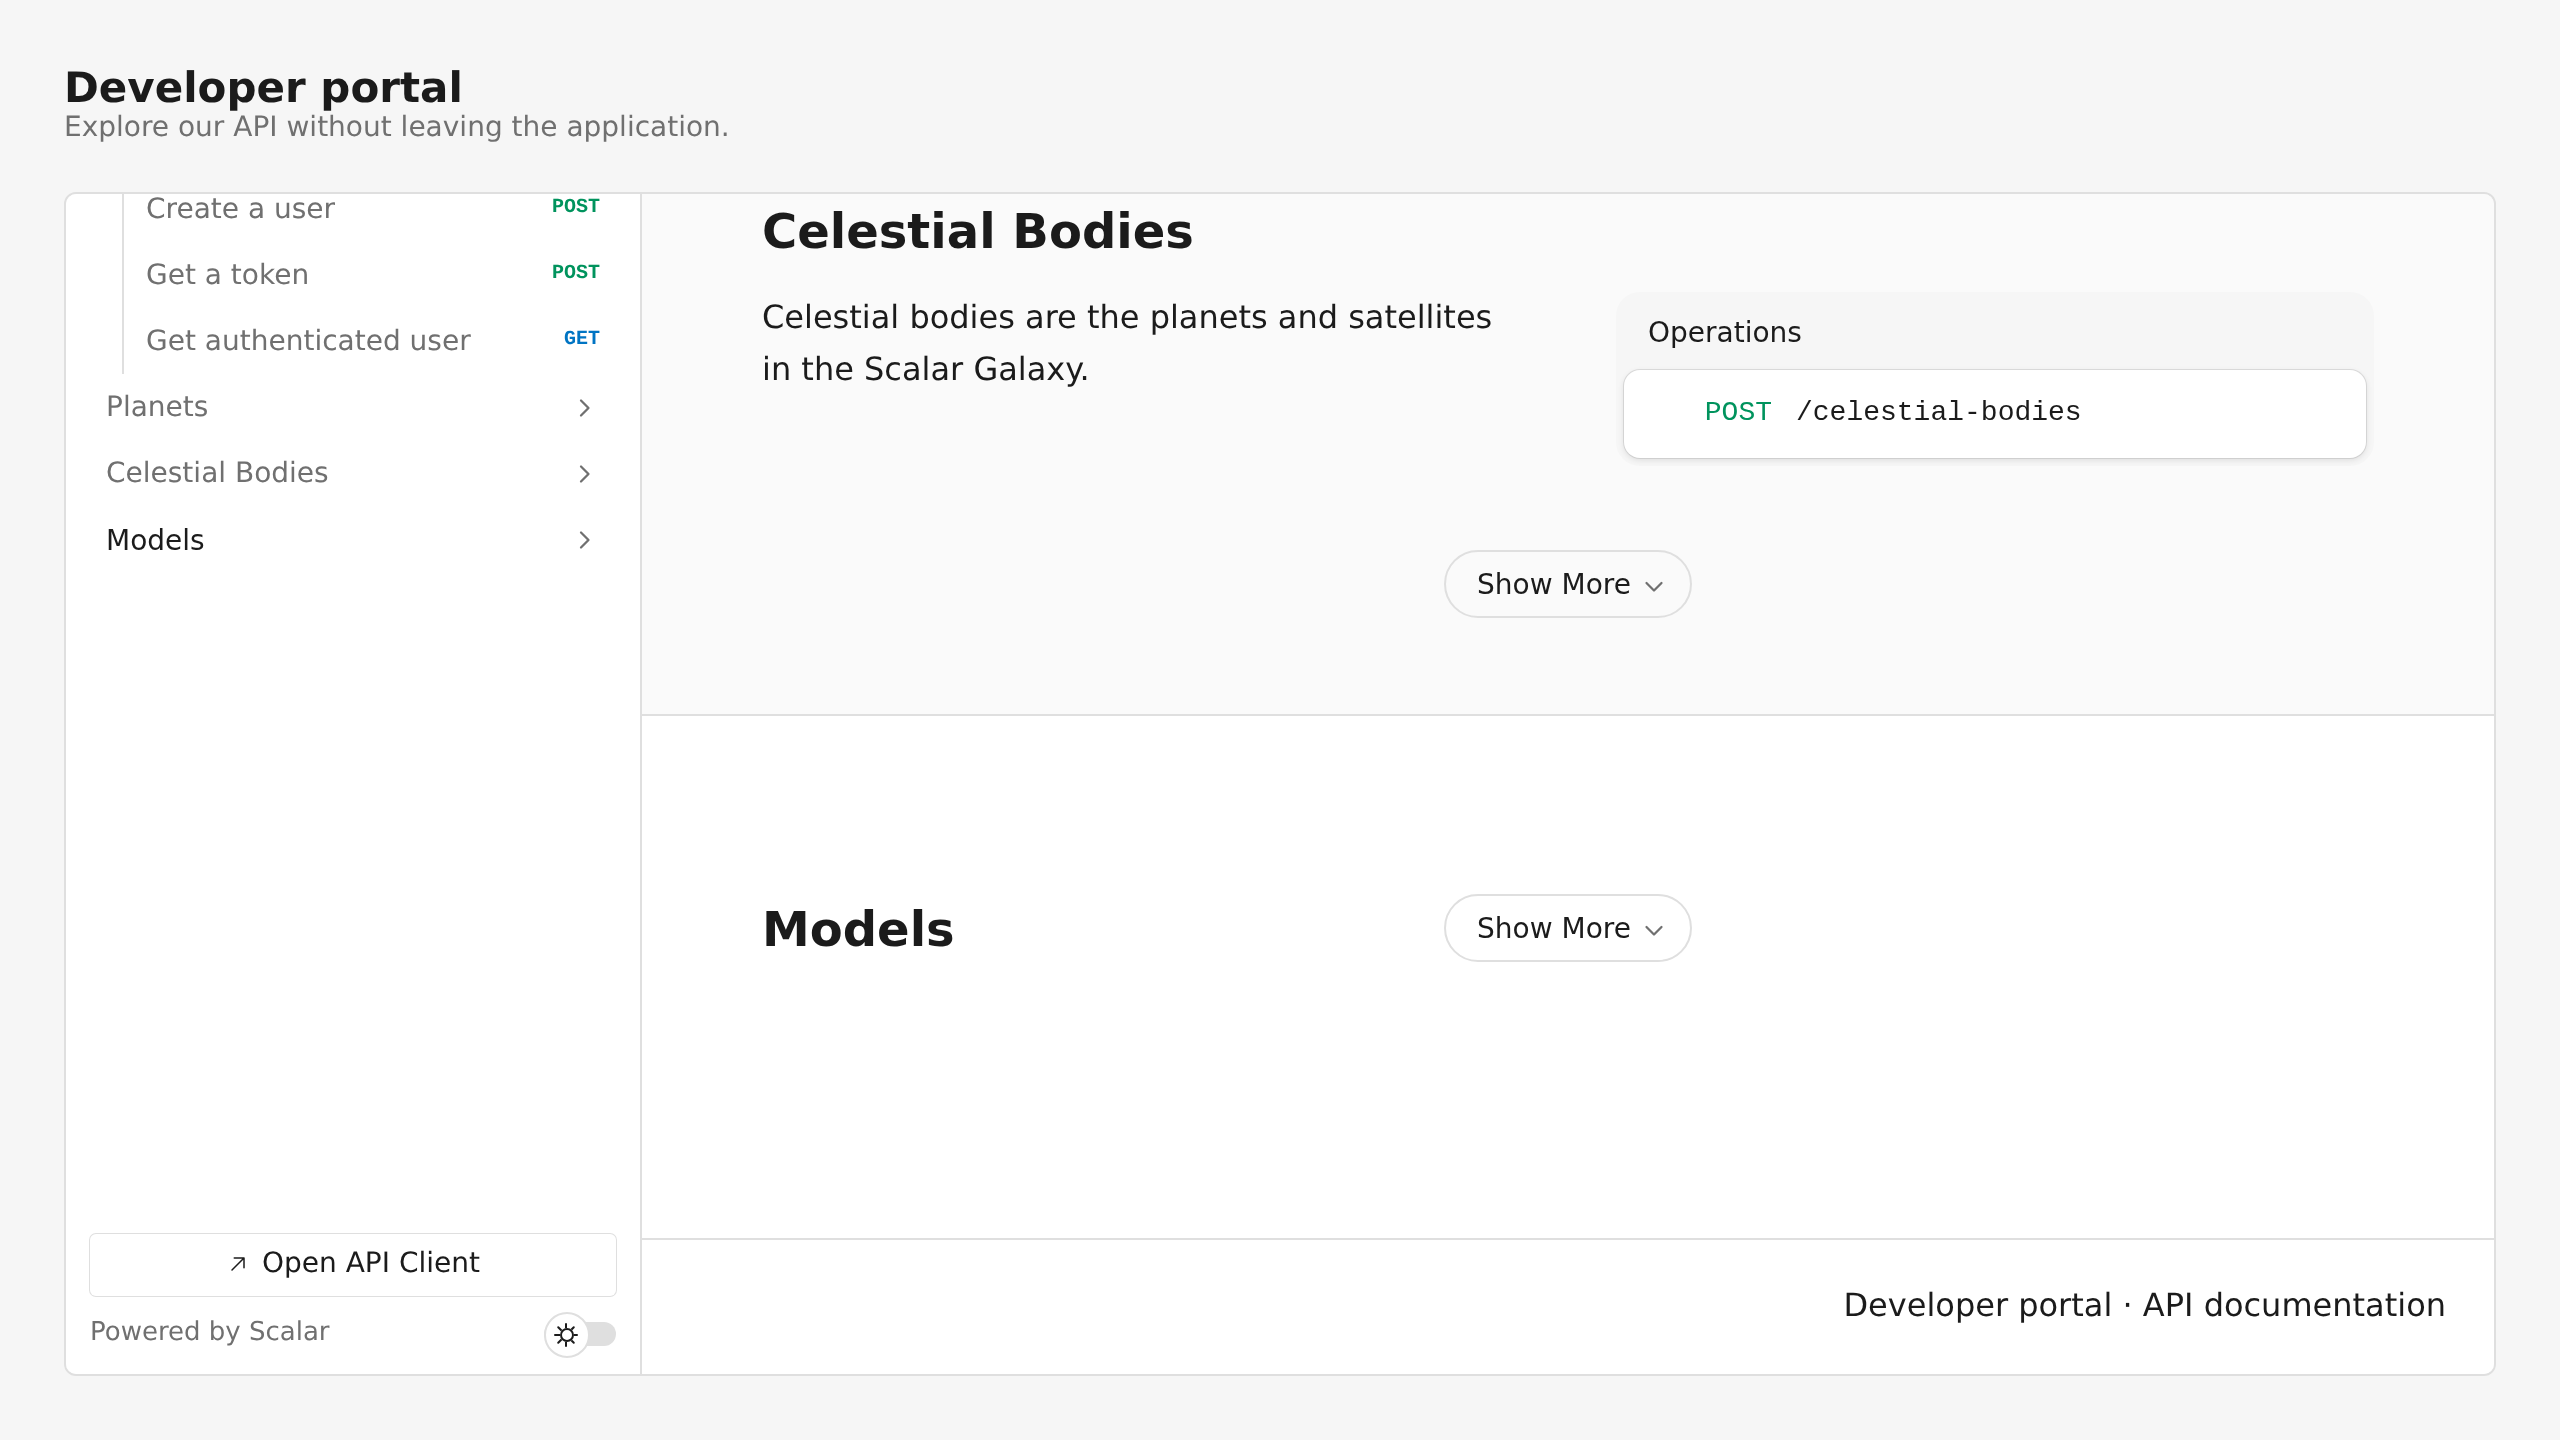 Developer portal
Explore our API without leaving the application.
Create a user POST
Get a token POST
Get authenticated user GET
Planets
Celestial Bodies
Models
Open API Client
Powered by Scalar
Celestial Bodies
Celestial bodies are the planets and satellites
in the Scalar Galaxy.
Operations
POST /celestial-bodies
Show More
Models
Show More
Developer portal · API documentation